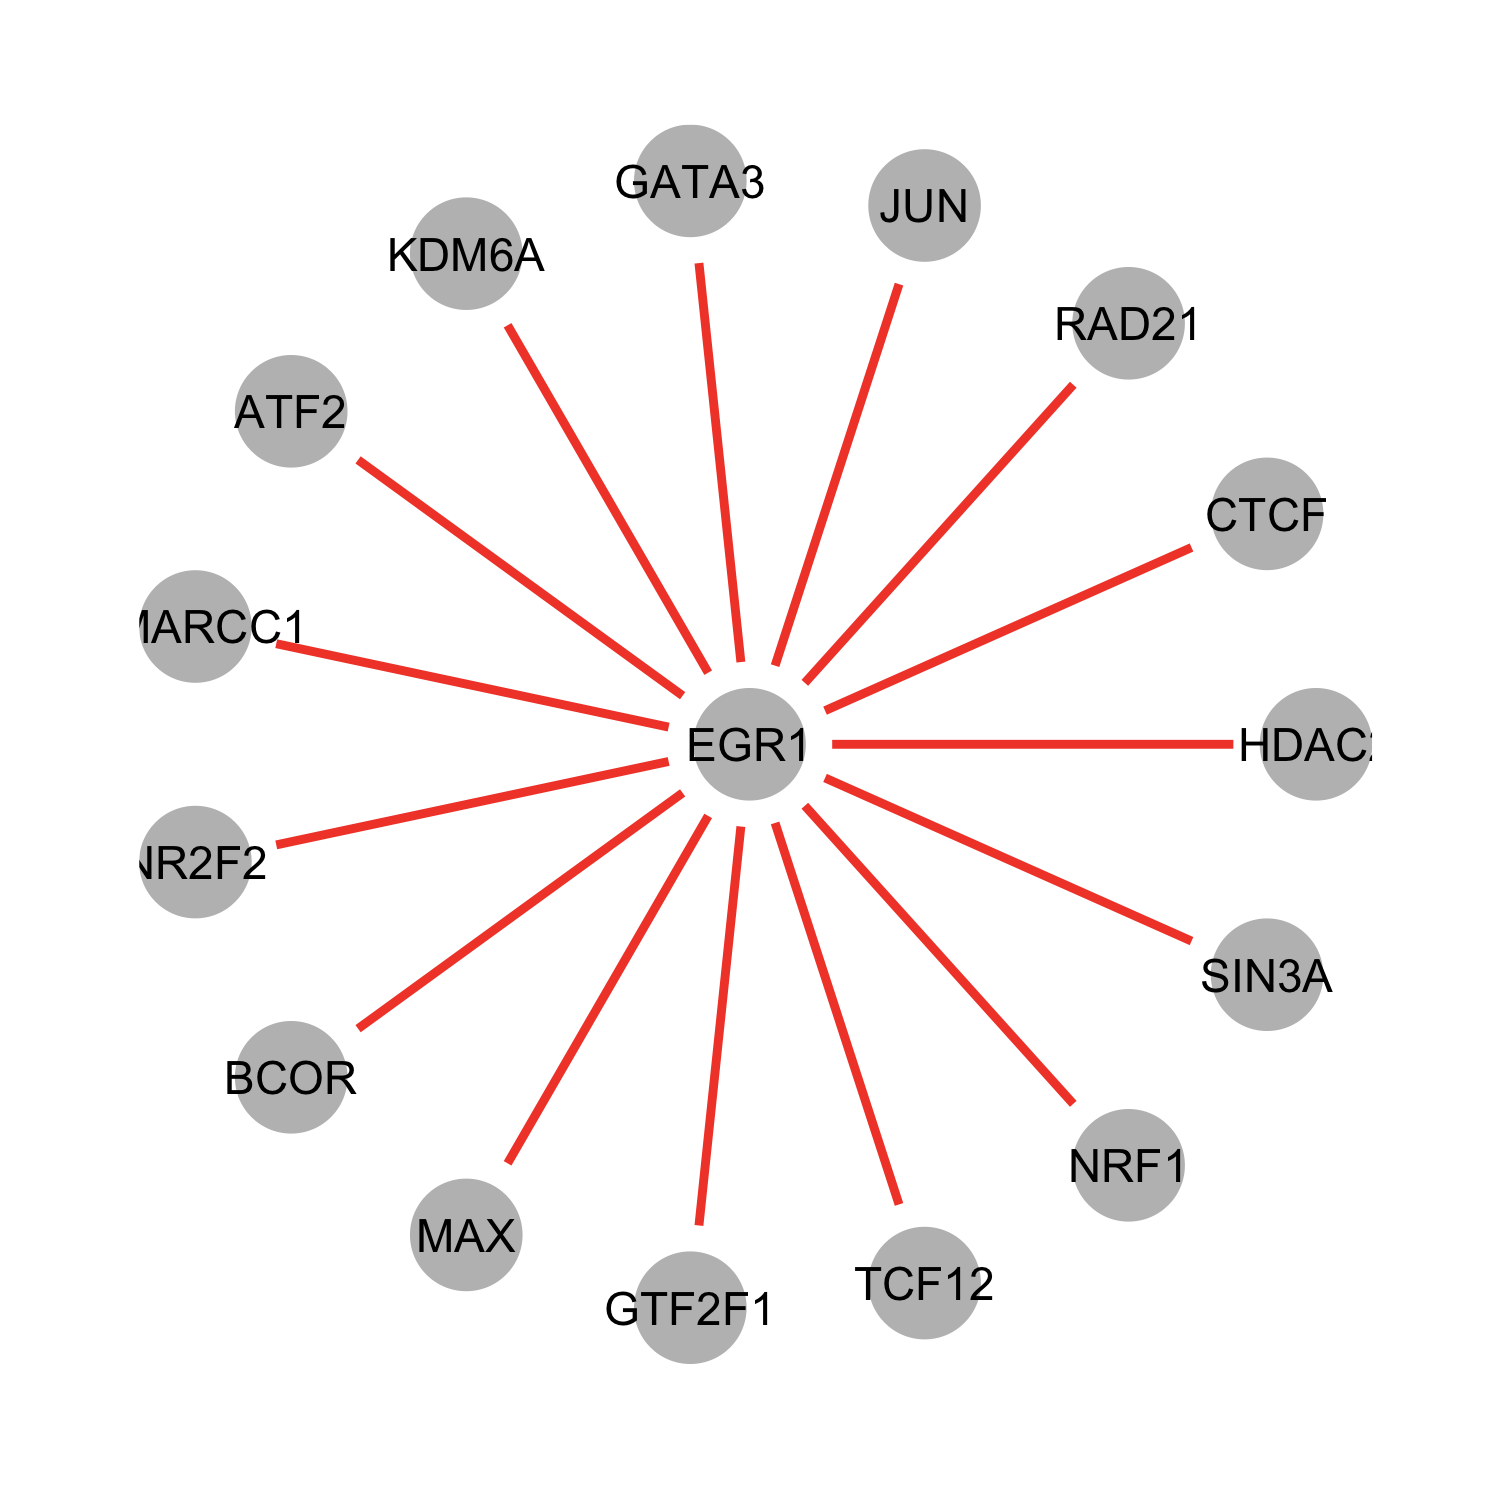 GATA3
JUN
KDM6A
RAD21
ATF2
CTCF
MARCC1
EGR1
HDAC2
NR2F2
SIN3A
BCOR
NRF1
MAX
TCF12
GTF2F1